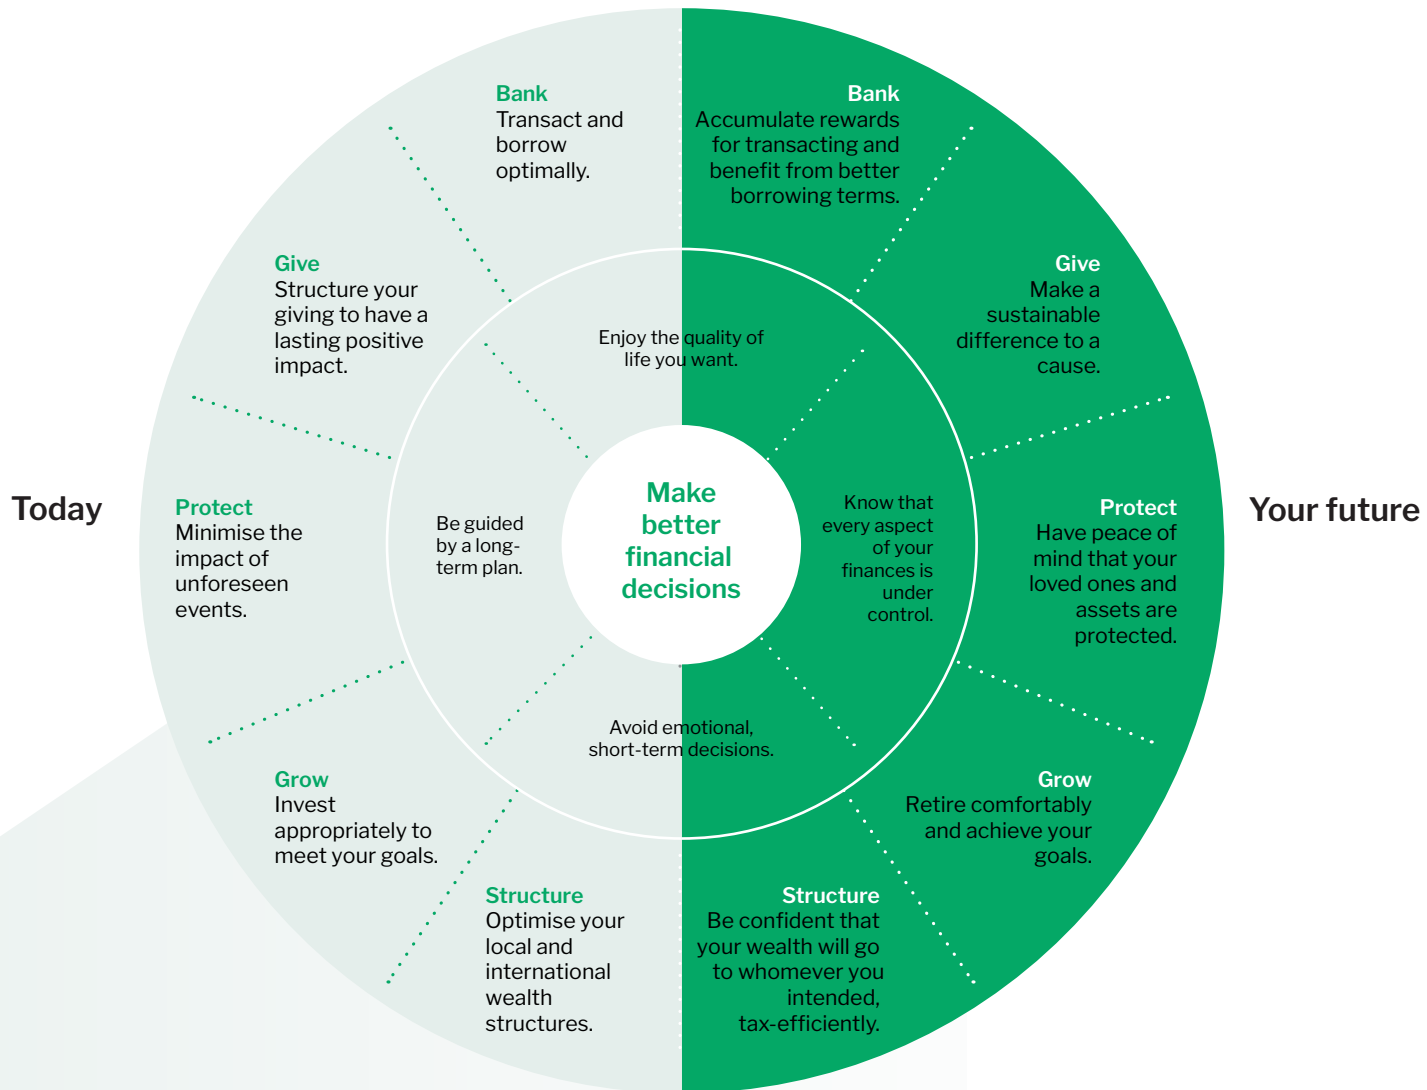 Today
Bank
Transact and
borrow
optimally.
Give
Structure your
giving to have a
lasting positive
impact.
Protect
Minimise the
impact of
unforeseen
events.
Grow
Invest
appropriately to
meet your goals.
Structure
Optimise your
local and
international
wealth
structures.
Enjoy the quality of
life you want.
Be guided
by a long-
term plan.
Make
better
financial
decisions
Know that
every aspect
of your
finances is
under
control.
Avoid emotional,
short-term decisions.
Bank
Accumulate rewards
for transacting and
benefit from better
borrowing terms.
Give
Make a
sustainable
difference to a
cause.
Protect
Have peace of
mind that your
loved ones and
assets are
protected.
Grow
Retire comfortably
and achieve your
goals.
Structure
Be confident that
your wealth will go
to whomever you
intended,
tax-efficiently.
Your future